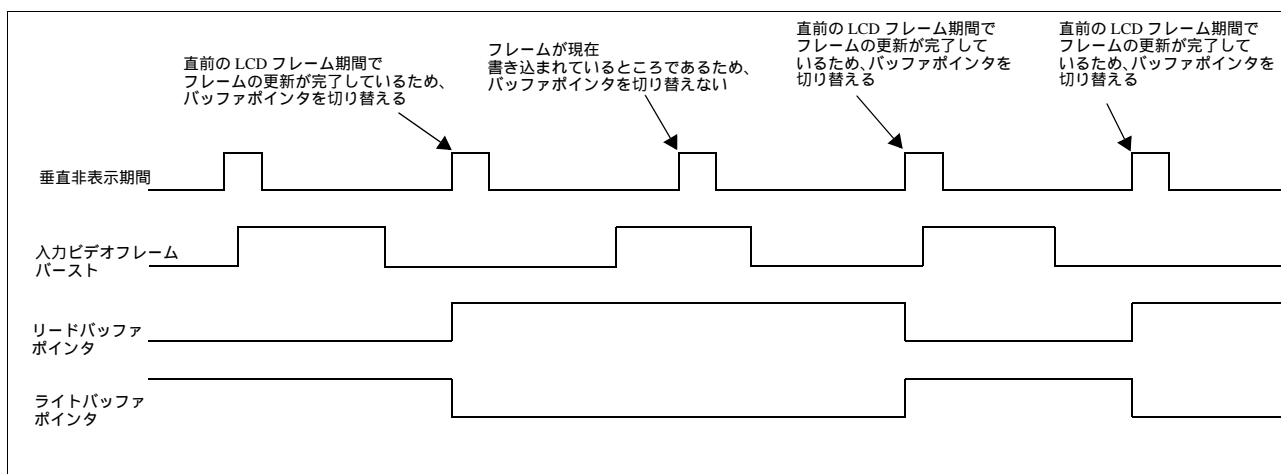 直前の LCD フレーム期間で
フレームの更新が完了しているため、
バッファポインタを切り替える
フレームが現在
書き込まれているところであるため、
バッファポインタを切り替えない
直前の LCD フレーム期間で
フレームの更新が完了して
いるため、バッファポインタを
切り替える
直前の LCD フレーム期間で
フレームの更新が完了して
いるため、バッファポインタを
切り替える
垂直非表示期間
入力ビデオフレーム
バースト
リードバッファ
ポインタ
ライトバッファ
ポインタ